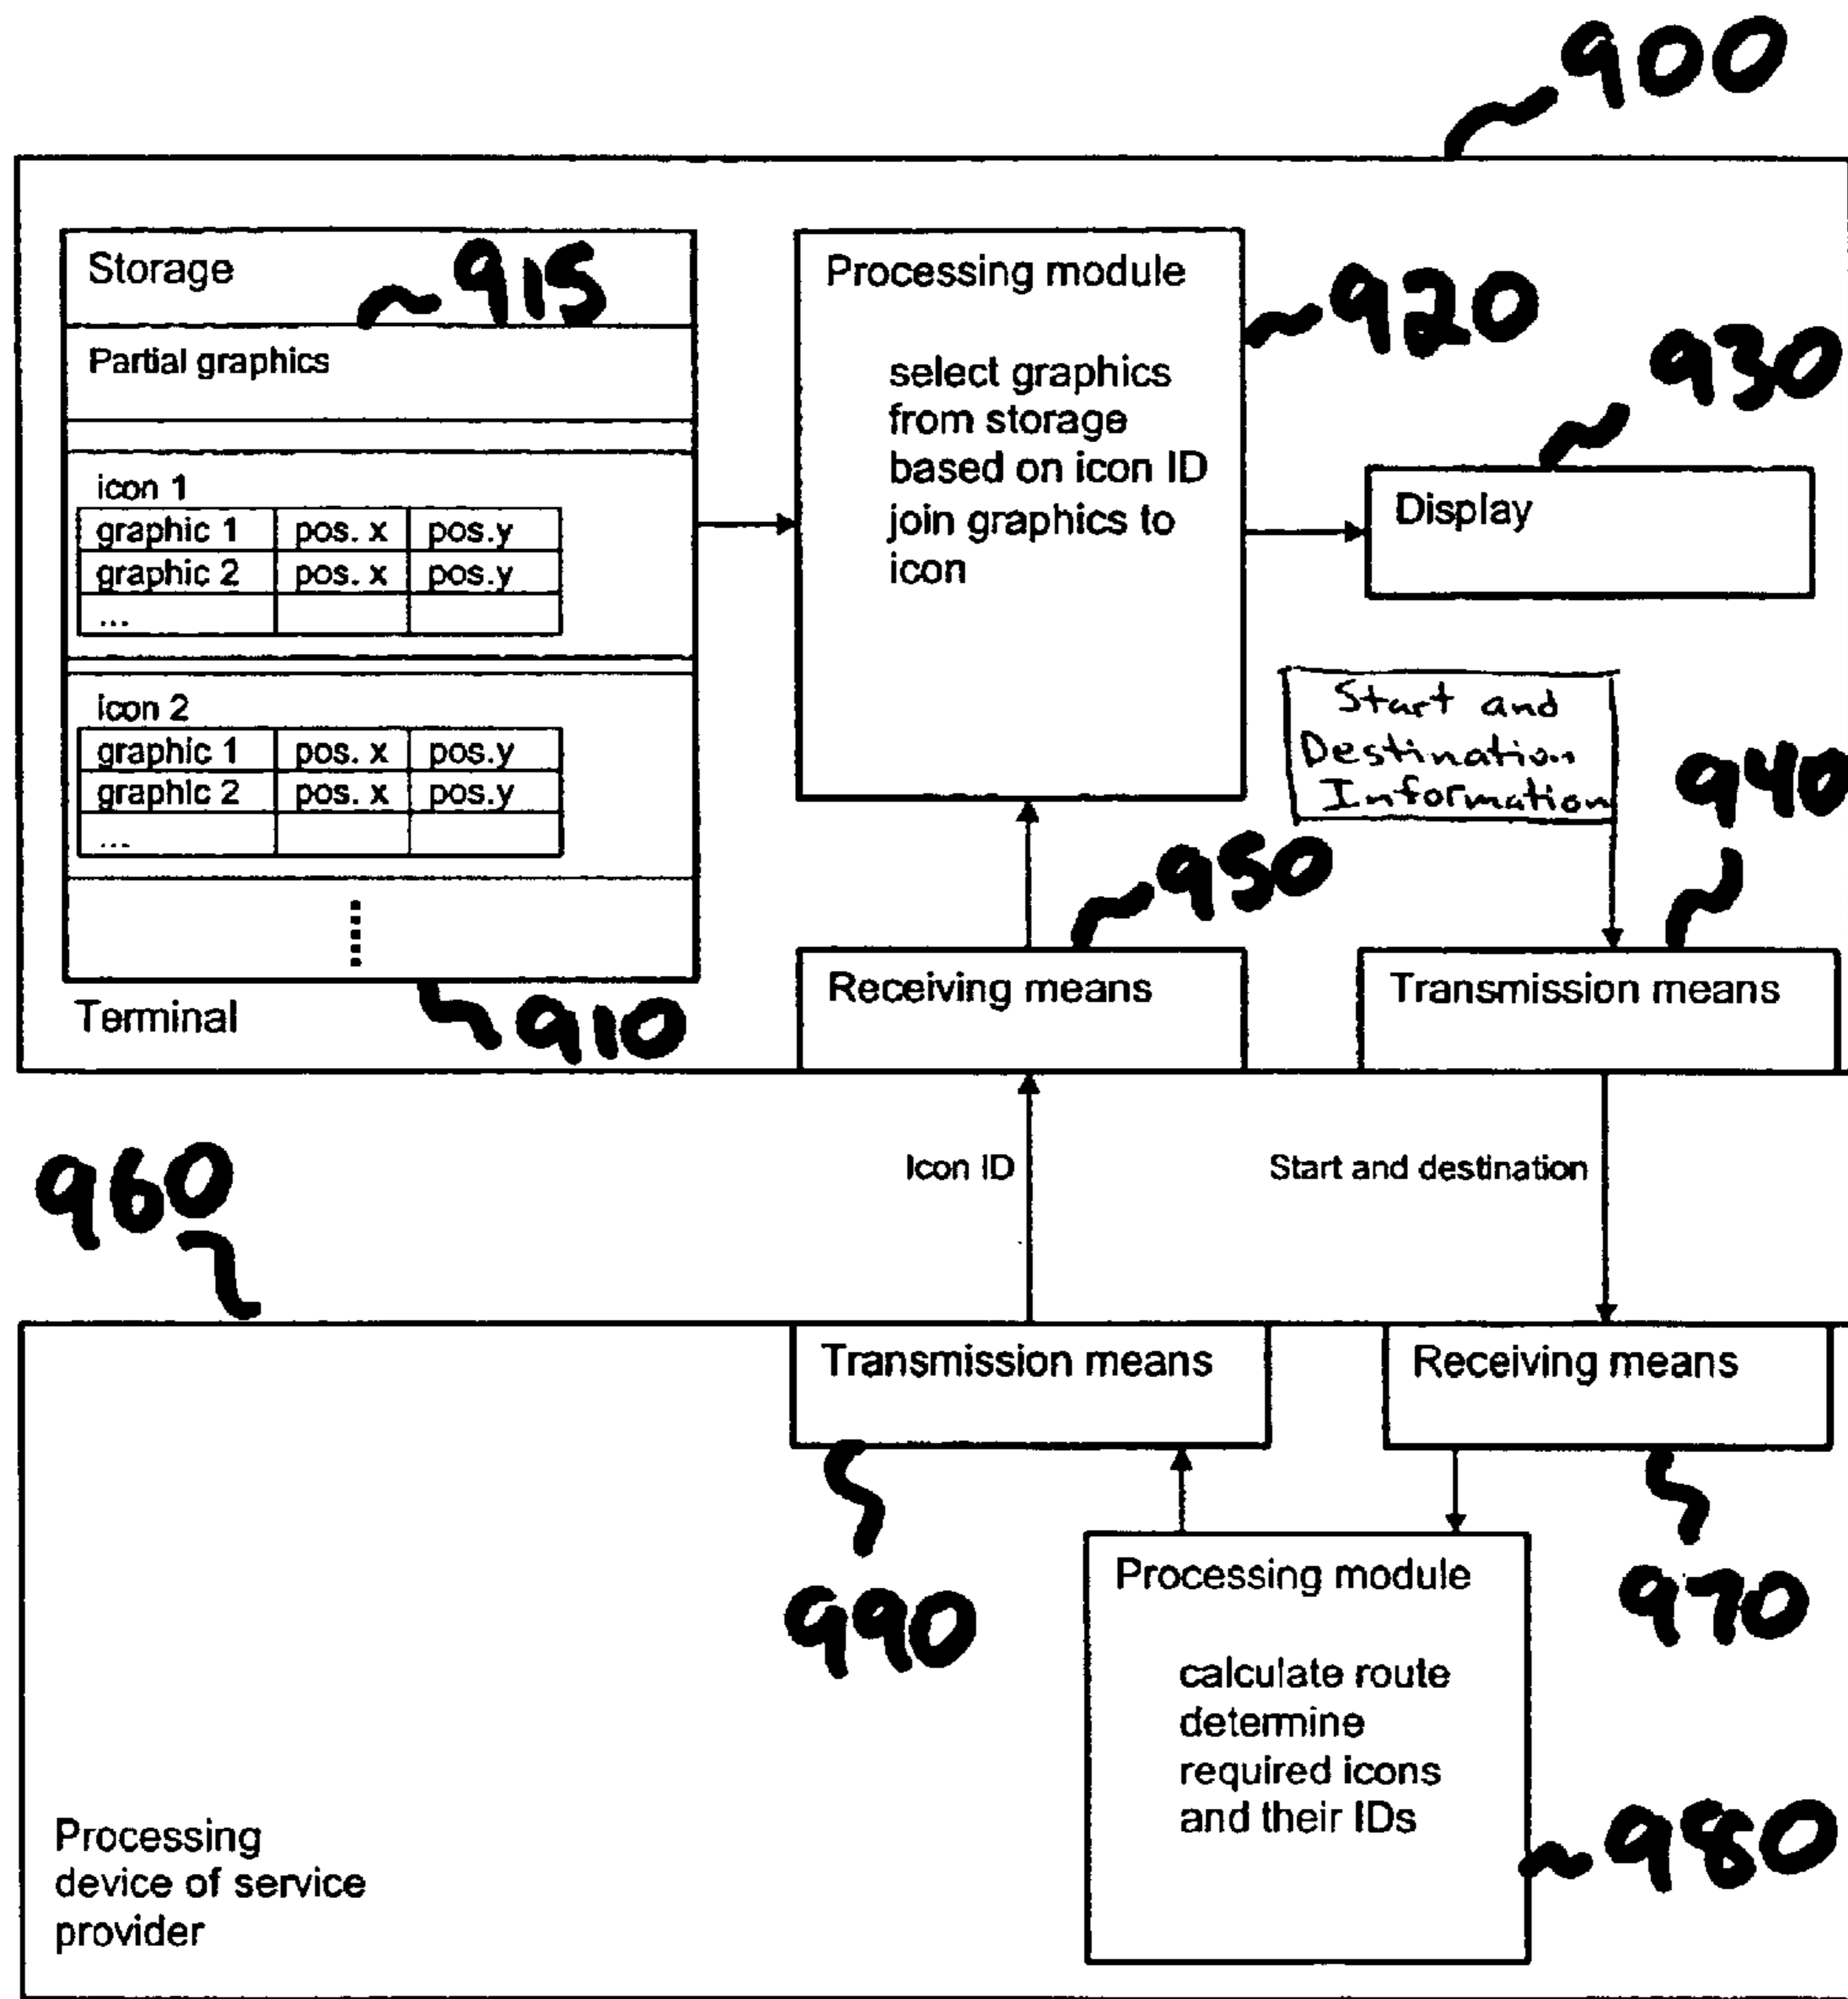 900
Storage
915
Partial graphics
icon 1
graphic 1 pos. x pos.y
graphic 2 pos. x pos.y
...
icon 2
graphic 1 pos. x pos.y
graphic 2 pos. x pos.y
...
Terminal
910
Processing module
920
select graphics
from storage
based on icon ID
join graphics to
icon
930
Display
Start and
Destination
Information
940
950
Receiving means
Transmission means
Icon ID
Start and destination
960
Transmission means
Receiving means
990
970
Processing module
calculate route
determine
required icons
and their IDs
980
Processing
device of service
provider